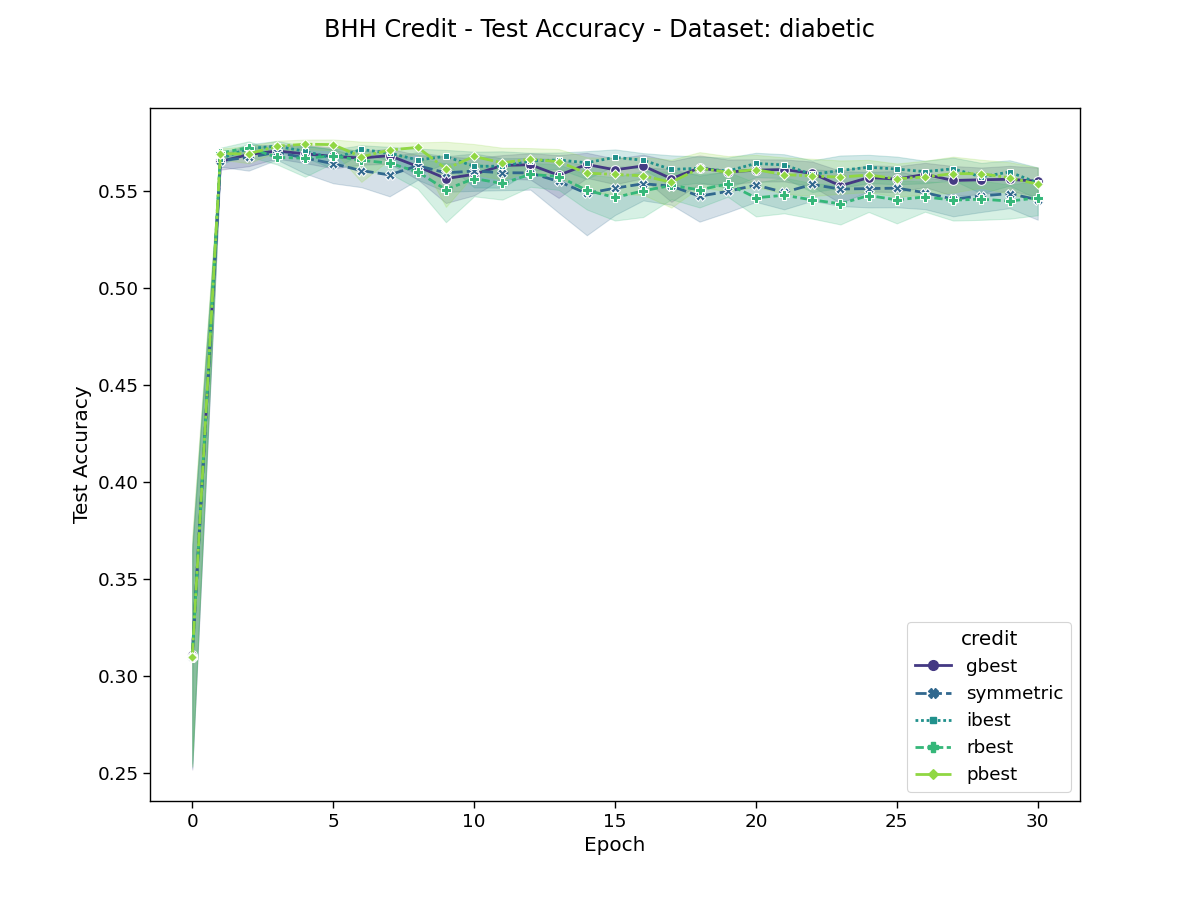 BHH Credit - Test Accuracy - Dataset: diabetic
Test Accuracy
0.55
0.50
0.45
0.40
0.35
0.30
0.25
credit
gbest
symmetric
ibest
rbest
pbest
0 5 10 15 20 25 30
Epoch